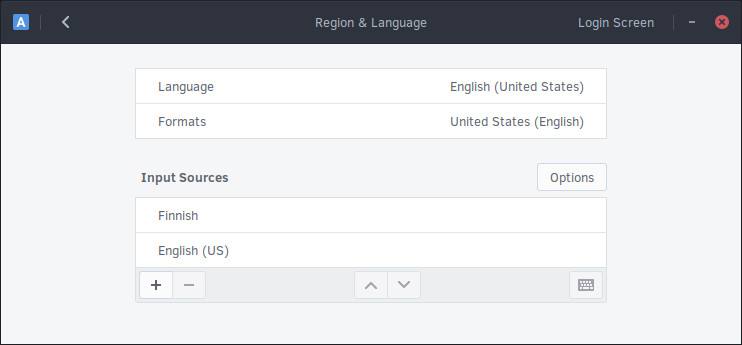 A Region & Language Login Screen
Language English (United States)
Formats United States (English)
Input Sources Options
Finnish
English (US)